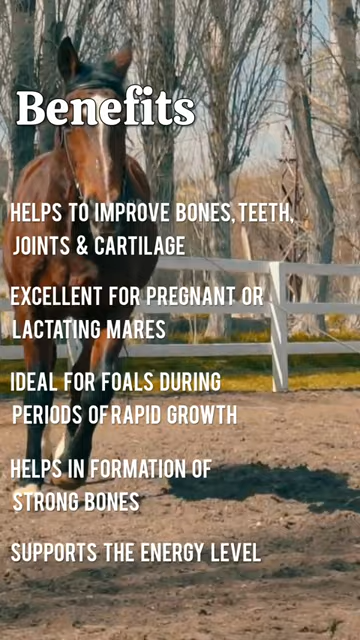 Benefits
HELPS TO IMPROVE BONES, TEETH,
JOINTS & CARTILAGE
EXCELLENT FOR PREGNANT OR
LACTATING MARES
IDEAL FOR FOALS DURING
PERIODS OF RAPID GROWTH
HELPS IN FORMATION OF
STRONG BONES
SUPPORTS THE ENERGY LEVEL